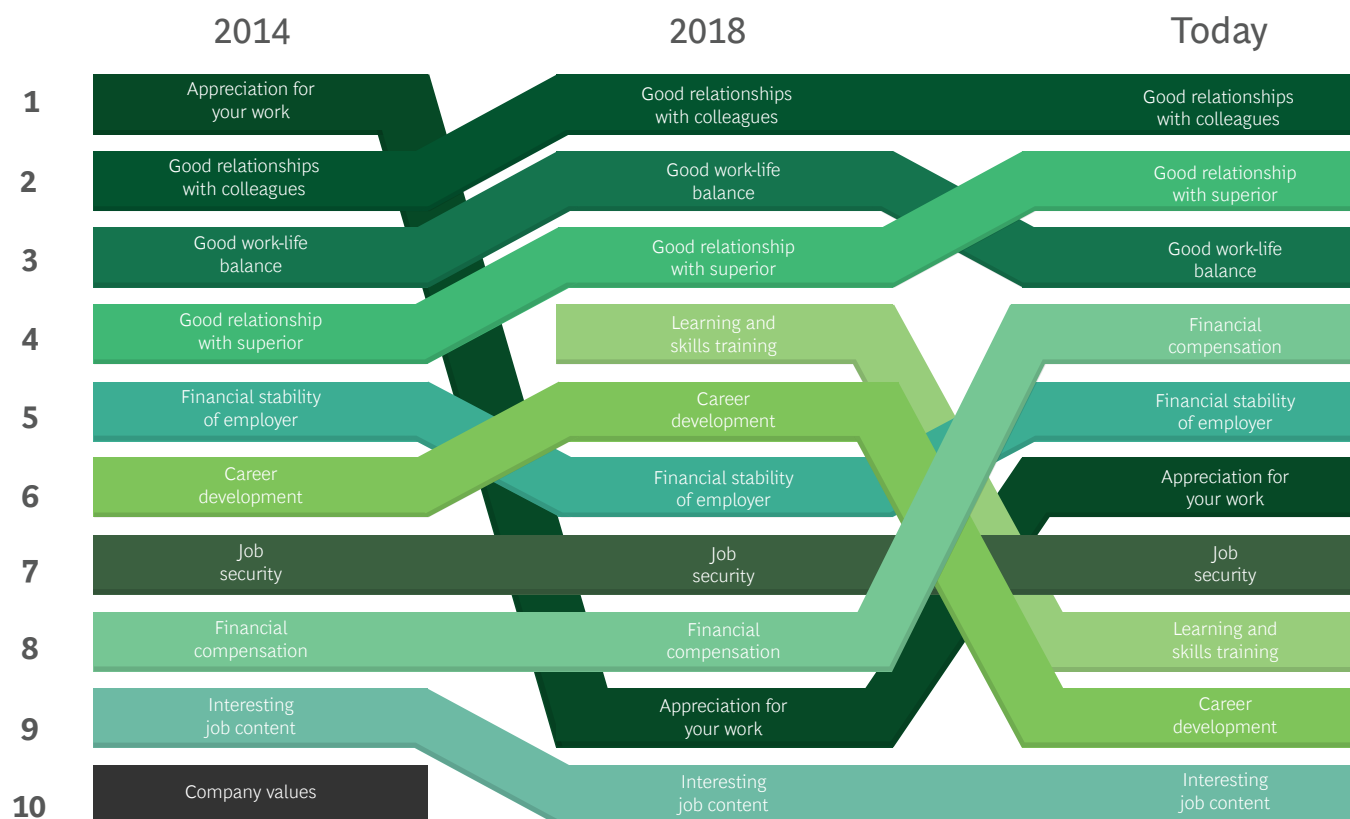 2014 2018 Today
1
Appreciation for
your work
Good relationships
with colleagues
Good relationships
with colleagues
2
Good relationships
with colleagues
Good work-life
balance
Good relationship
with superior
3
Good work-life
balance
Good relationship
with superior
Good work-life
balance
4
Good relationship
with superior
Learning and
skills training
Financial
compensation
5
Financial stability
of employer
Career
development
Financial stability
of employer
6
Career
development
Financial stability
of employer
Appreciation for
your work
7
Job
security
Job
security
Job
security
8
Financial
compensation
Financial
compensation
Learning and
skills training
9
Interesting
job content
Appreciation for
your work
Career
development
10
Company values
Interesting
job content
Interesting
job content